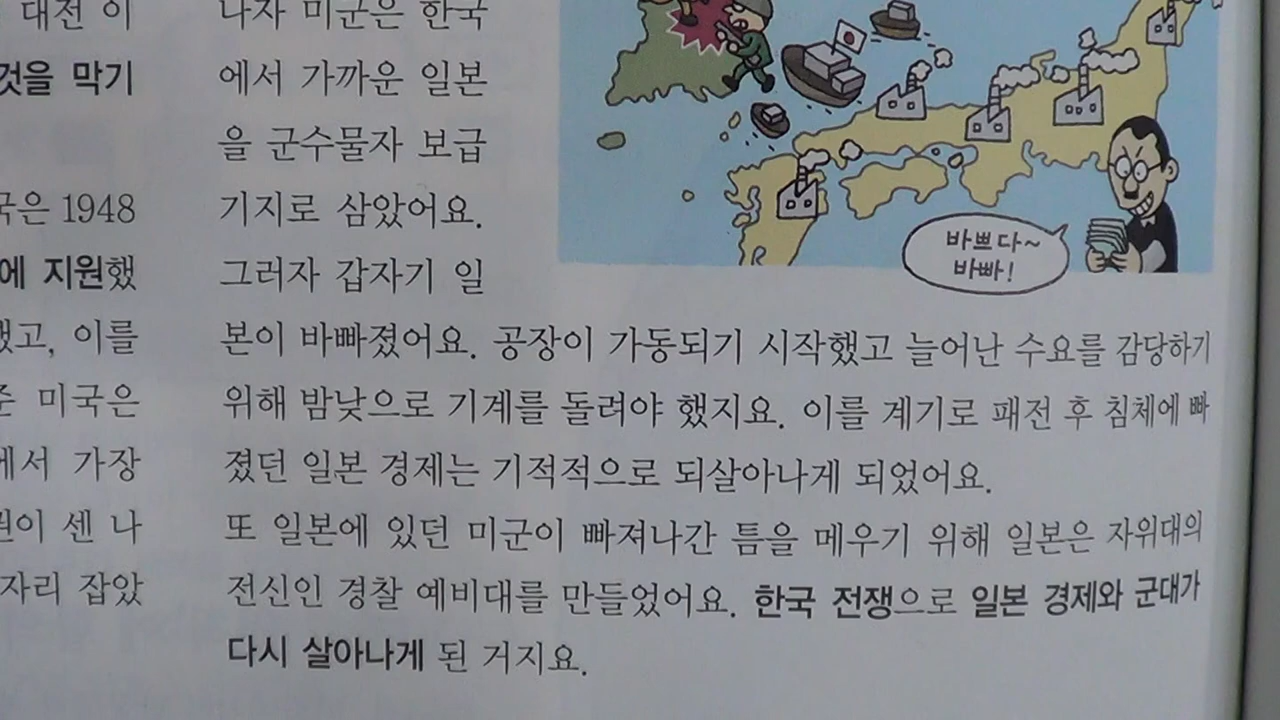 대전 이
것을 막기
국은 1948
에 지원했
했고, 이를
준 미국은
에서 가장
권이 센 나
자리 잡았
나자 미군은 한국
에서 가까운 일본
을 군수물자 보급
기지로 삼았어요.
그러자 갑자기 일
본이 바빠졌어요. 공장이 가동되기 시작했고 늘어난 수요를 감당하기
위해 밤낮으로 기계를 돌려야 했지요. 이를 계기로 패전 후 침체에 빠
졌던 일본 경제는 기적적으로 되살아나게 되었어요.
또 일본에 있던 미군이 빠져나간 틈을 메우기 위해 일본은 자위대의
전신인 경찰 예비대를 만들었어요. 한국 전쟁으로 일본 경제와 군대가
다시 살아나게 된 거지요.
바쁘다~
바빠!